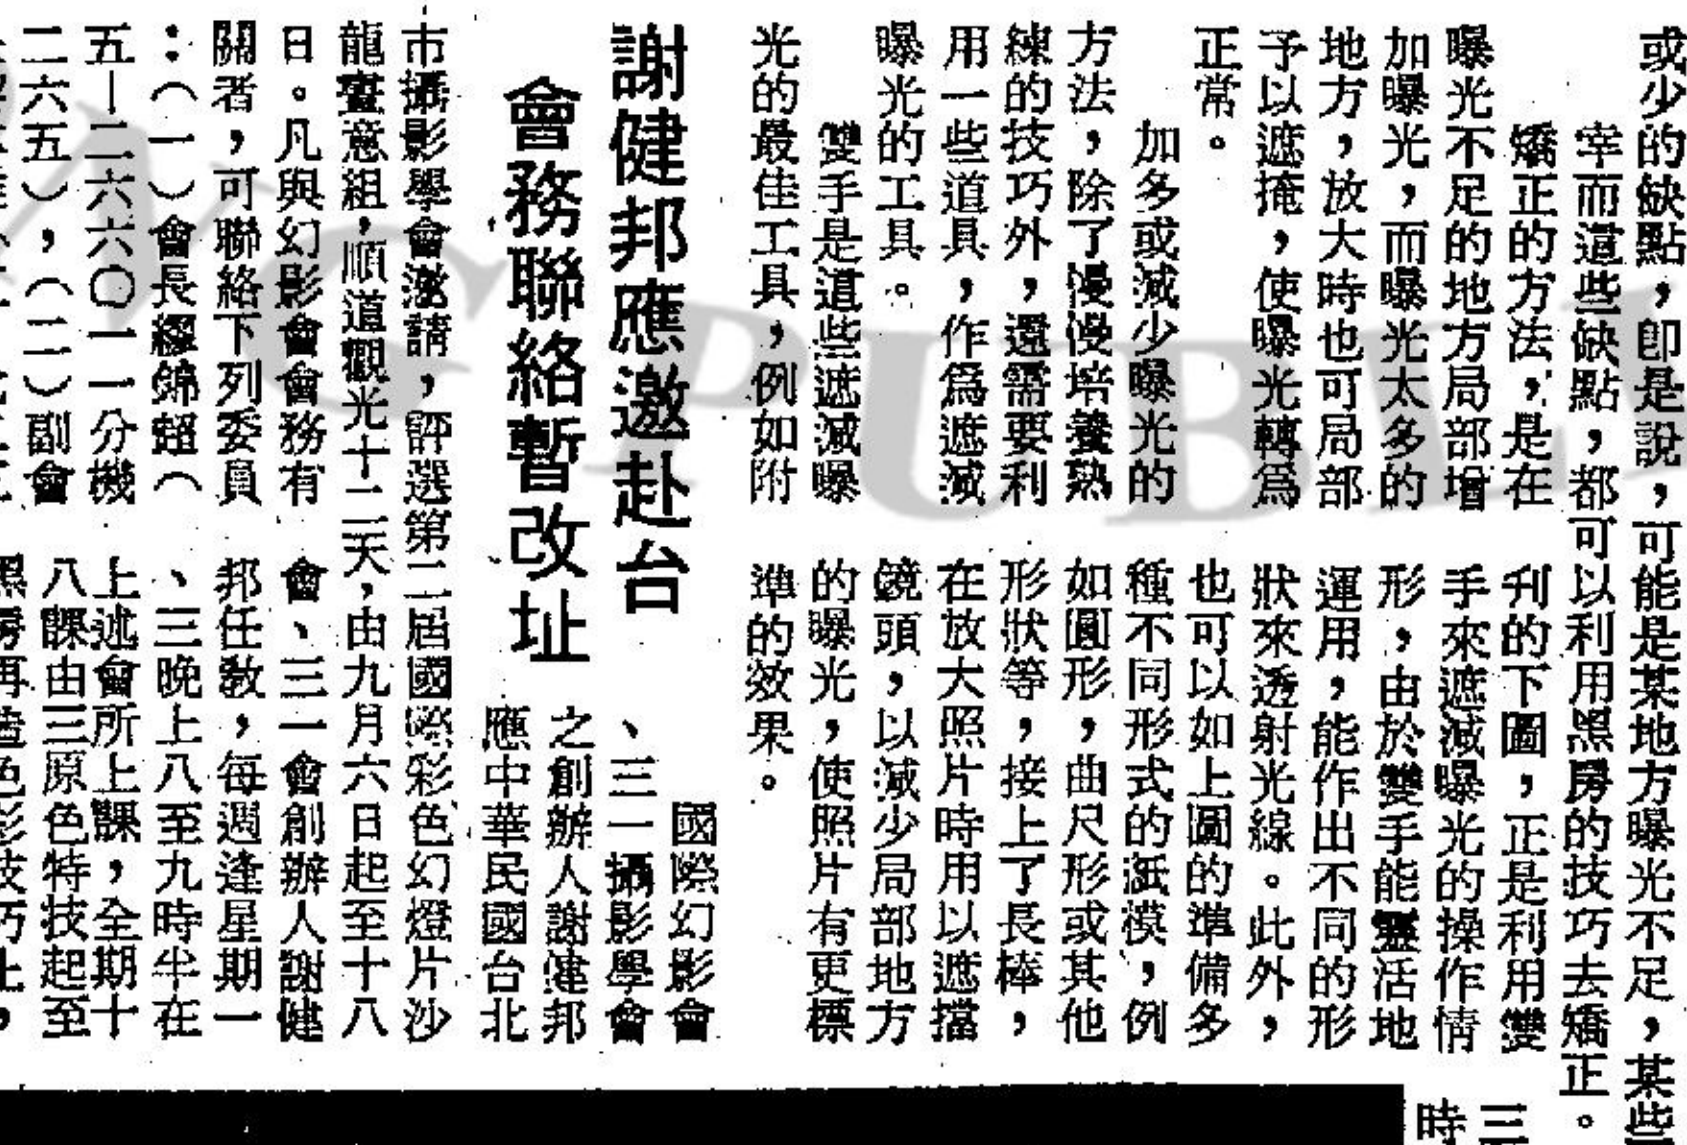 或少的缺點，卽是說，可能是某地方曝光不足，某些
幸而這些缺點，都可以利用黑房的技巧去矯正。
矯正的方法，是在
曝光不足的地方局部增
加曝光，而曝光太多的
地方，放大時也可局部
予以遮掩，使曝光轉爲
正常。
加多或減少曝光的
方法，除了慢慢培養熟
練的技巧外，還需要利
用一些道具，作爲遮減
曝光的工具。
雙手是這些遮減曝
光的最佳工具，例如附
刋的下圖，正是利用雙
手來遮減曝光的操作情
形，由於雙手能靈活地
運用，能作出不同的形
狀來透射光線。此外，
也可以如上圖的準備多
種不同形式的紙模，例
如圓形，曲尺形或其他
形狀等，接上了長棒，
在放大照片時用以遮擋
鏡頭，以減少局部地方
的曝光，使照片有更標
準的效果。
三
時
謝健邦應邀赴台
會務聯絡暫改址
國際幻影會
、三一攝影學會
之創辦人謝健邦
應中華民國台北
市攝影學會邀請，評選第二屆國際彩色幻燈片沙
龍畫意組，順道觀光十二天，由九月六日起至十八
日。凡與幻影會會務有
關者，可聯絡下列委員
：（一）會長繆錦超（
五—二六六〇一一分機
二六五），（二）副會
會、三一會創辦人謝健
邦任教，每週逢星期一
、三晚上八至九時半在
上述會所上課，全期十
八課由三原色特技起至
黑房再造色彩技巧止，
NG PUBLI